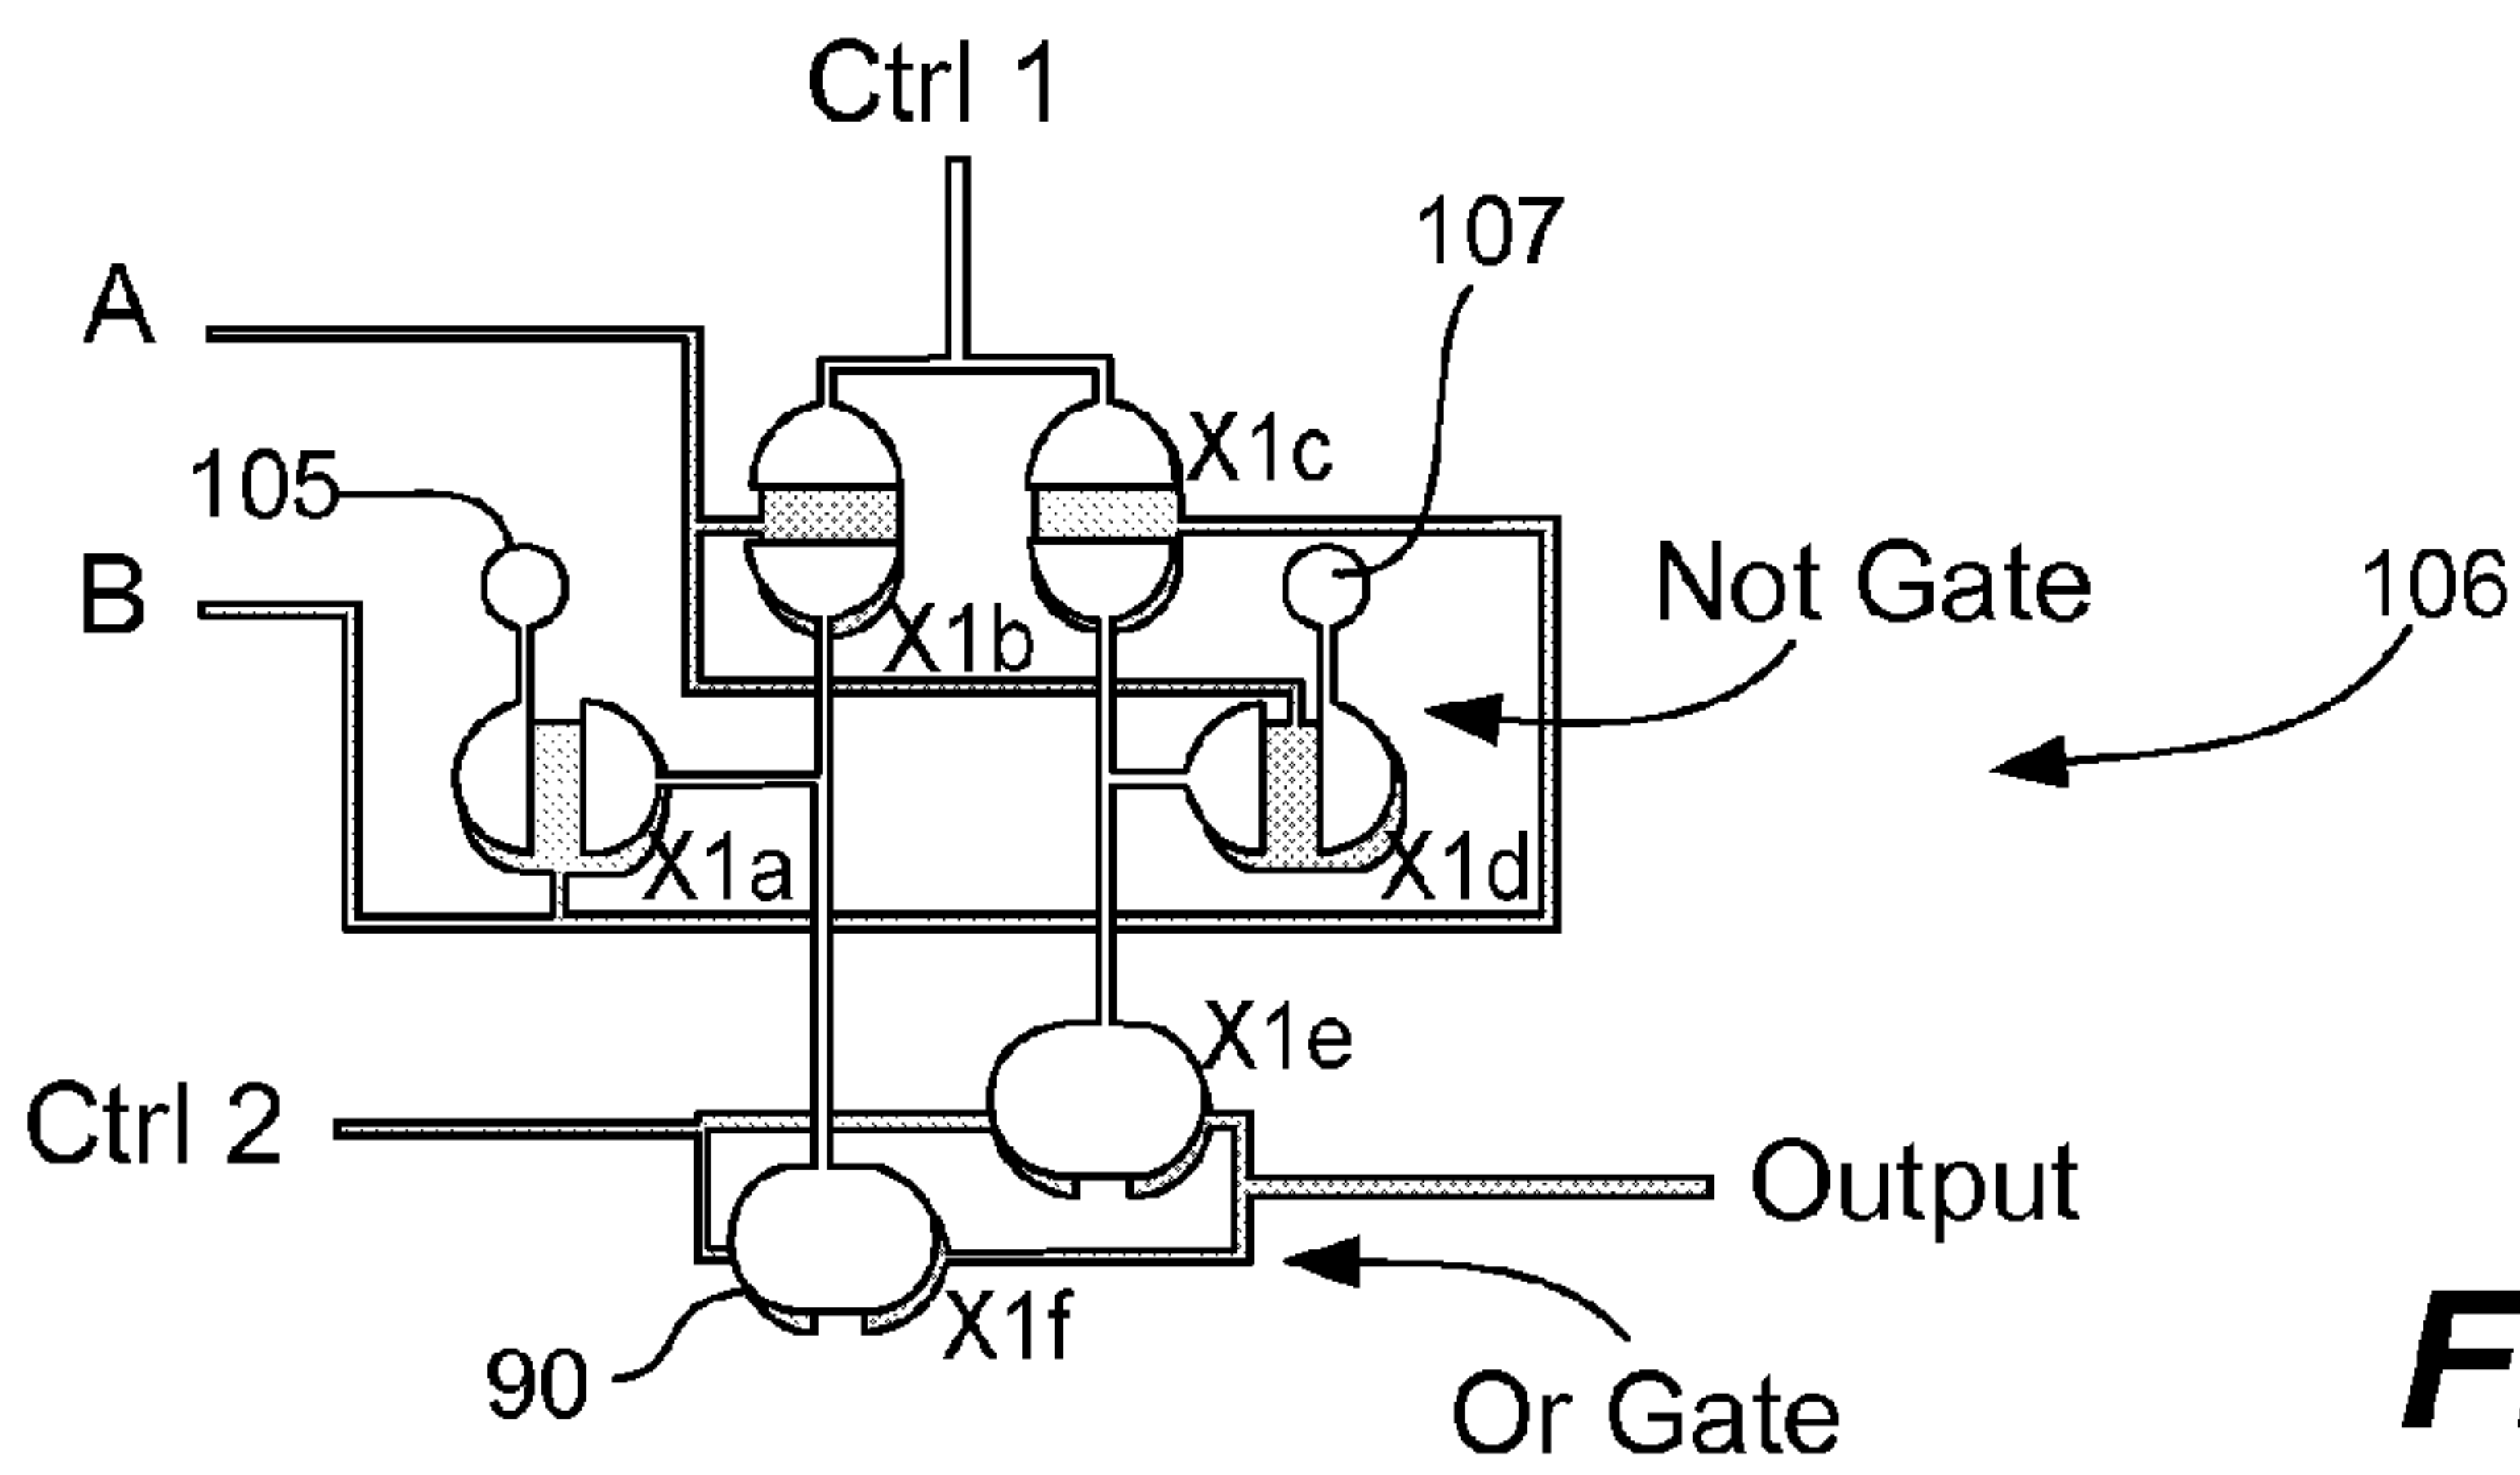 Ctrl 1
107
A
X1c
105
B
Not Gate
106
X1b
X1a
X1d
X1e
Ctrl 2
Output
X1f
90
Or Gate
F